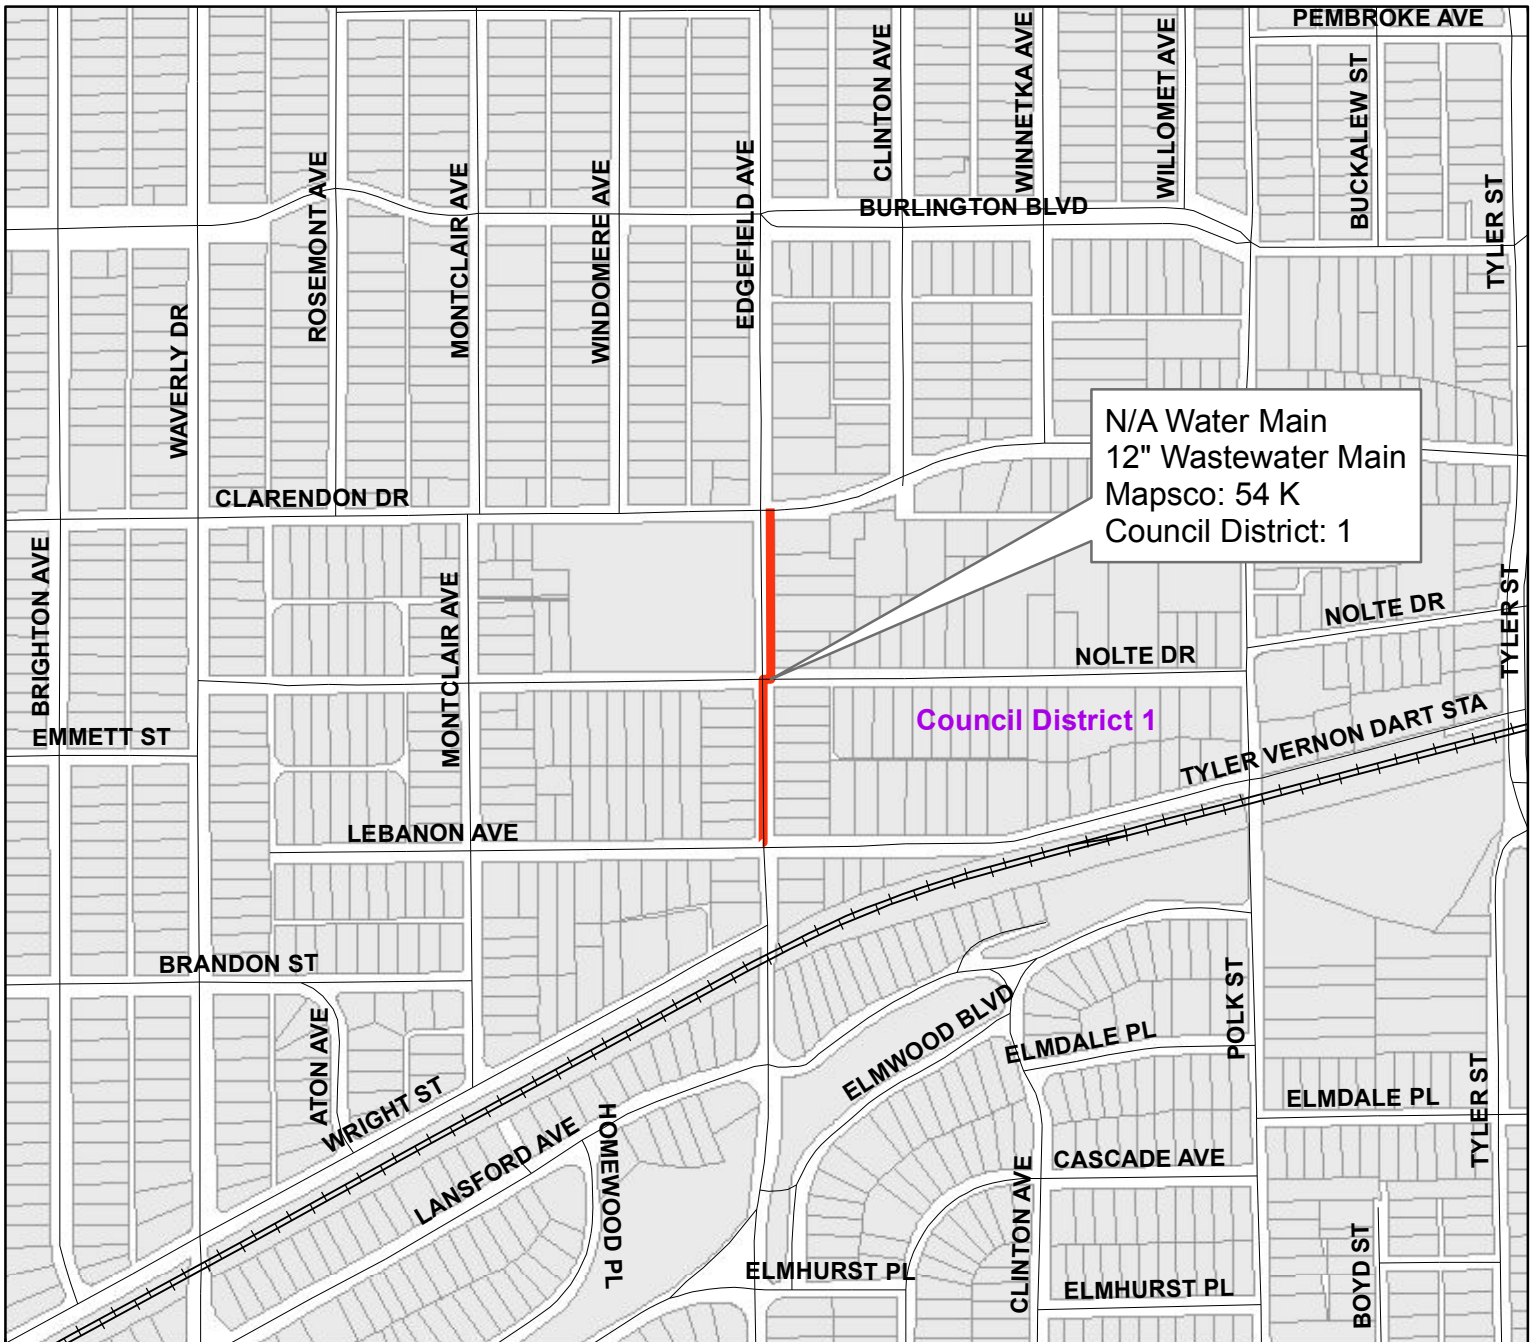 PEMBROKE AVE
CLINTON AVE
WINNETKA AVE
WILLOMET AVE
BUCKALEW ST
TYLER ST
ROSEMONT AVE
MONTCLAIR AVE
WINDOMERE AVE
EDGEFIELD AVE
BURLINGTON BLVD
WAVERLY DR
N/A Water Main
12" Wastewater Main
Mapsco: 54 K
Council District: 1
CLARENDON DR
BRIGHTON AVE
MONTCLAIR AVE
NOLTE DR
TYLER ST
NOLTE DR
Council District 1
EMMETT ST
TYLER VERNON DART STA
LEBANON AVE
BRANDON ST
POLK ST
ELMWOOD BLVD
ELMDALE PL
ATON AVE
WRIGHT ST
LANSFORD AVE
HOMEWOOD PL
ELMDALE PL
TYLER ST
CASCADE AVE
CLINTON AVE
ELMHURST PL
ELMHURST PL
BOYD ST